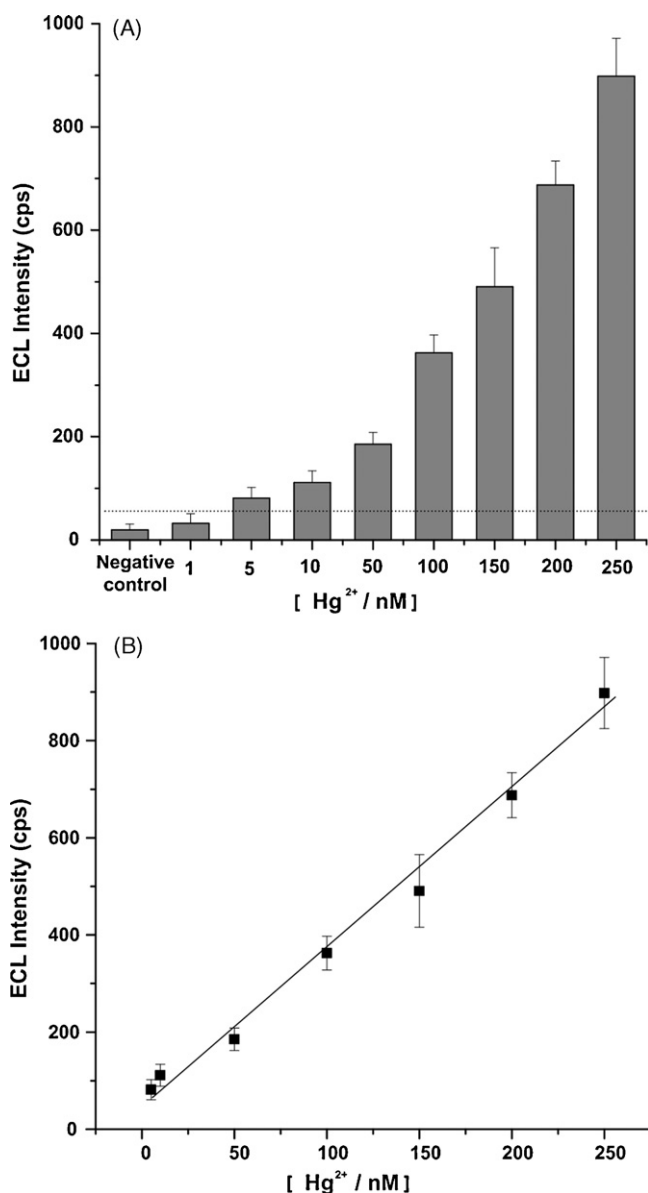 (A)
1000
800
600
400
200
0
ECL Intensity (cps)
Negative control 1 5 10 50 100 150 200 250
[ Hg²⁺ / nM]
(B)
1000
800
600
400
200
0
ECL Intensity (cps)
0 50 100 150 200 250
[ Hg²⁺ / nM]